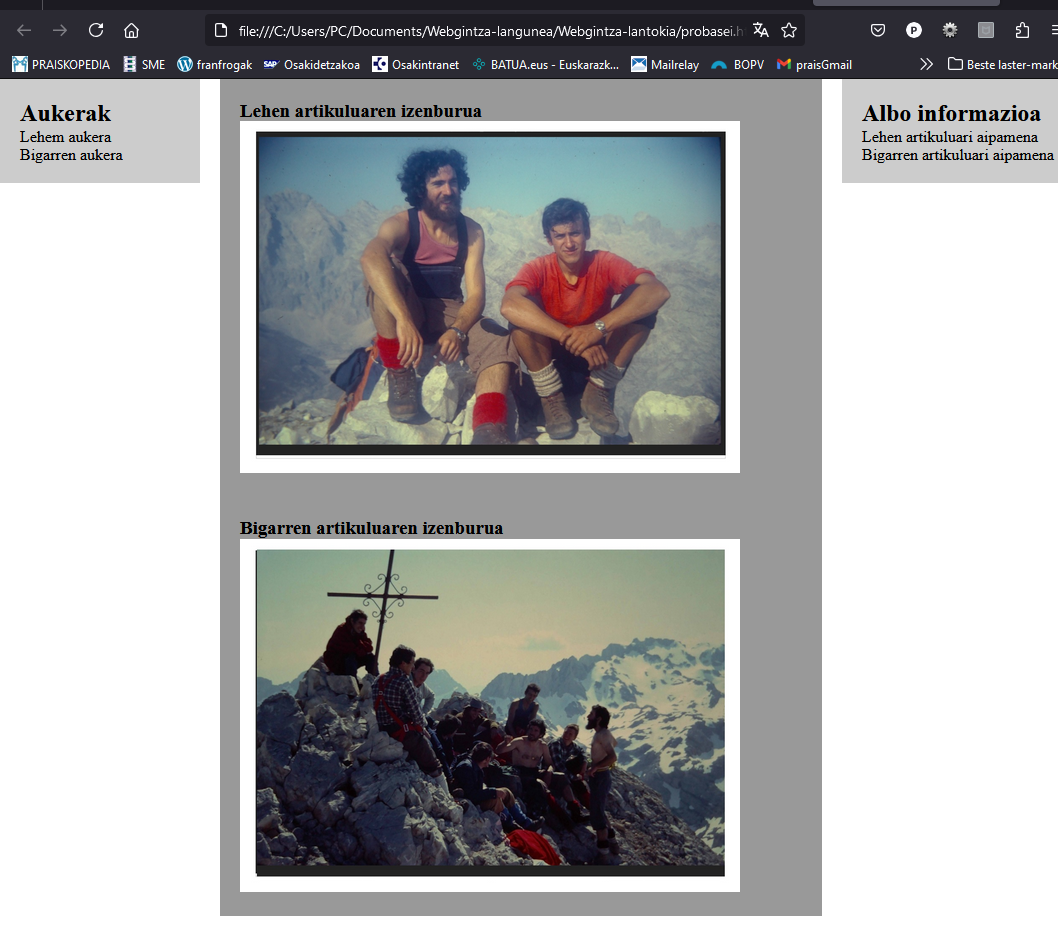 file:///C:/Users/PC/Documents/Webgintza-langunea/Webgintza-lantokia/probasei.h
PRAISKOPEDIA SME franfrogak SAP Osakidetzakoa Osakintranet BATUA.eus - Euskarazk... Mailrelay BOPV praisGmail Beste laster-mark
Aukerak
Lehem aukera
Bigarren aukera
Lehen artikuluaren izenburua
Bigarren artikuluaren izenburua
Albo informazioa
Lehen artikuluari aipamena
Bigarren artikuluari aipamena